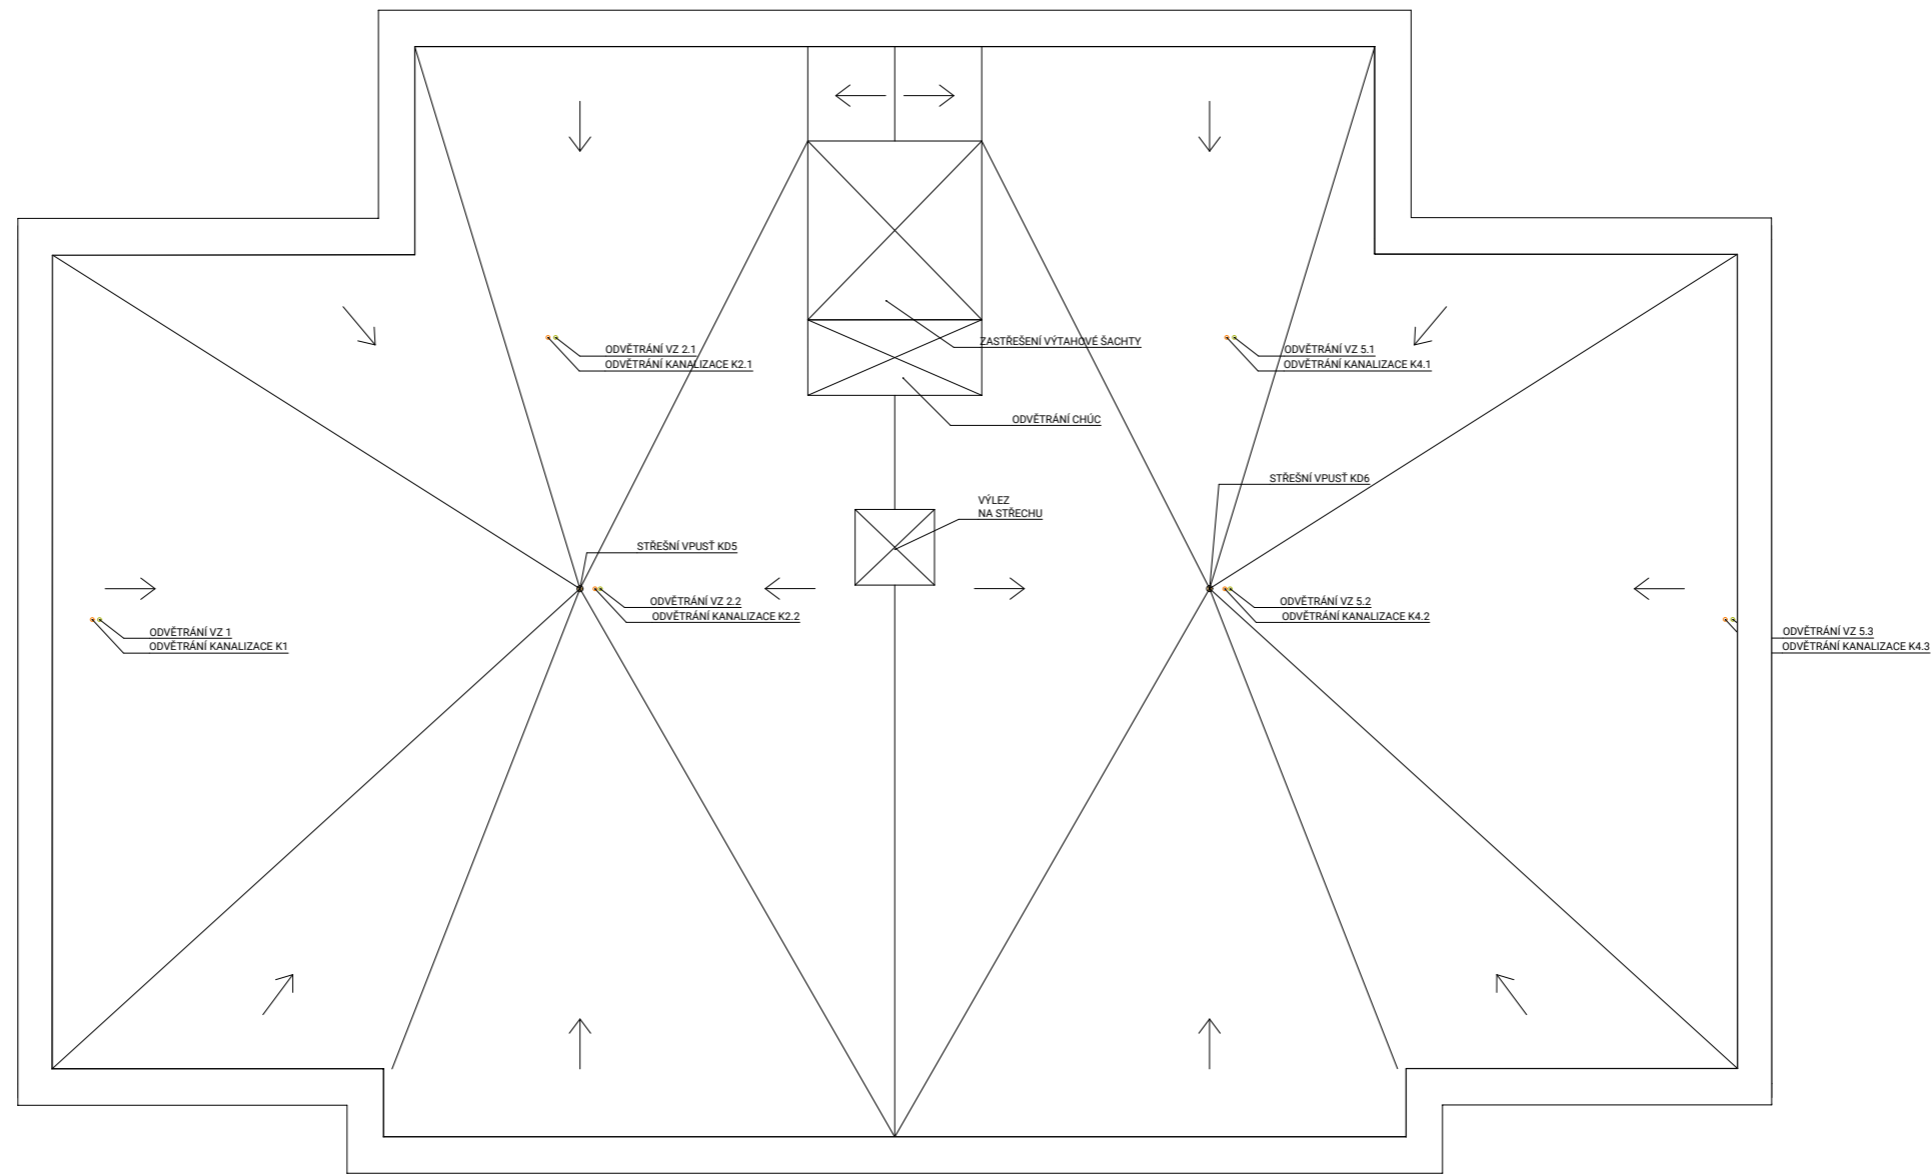 ODVĚTRÁNÍ VZ 2.1
ODVĚTRÁNÍ KANALIZACE K2.1
ZASTŘEŠENÍ VÝTAHOVÉ ŠACHTY
ODVĚTRÁNÍ VZ 5.1
ODVĚTRÁNÍ KANALIZACE K4.1
ODVĚTRÁNÍ CHÚC
STŘEŠNÍ VPUSŤ KD6
VÝLEZ
NA STŘECHU
STŘEŠNÍ VPUSŤ KD5
ODVĚTRÁNÍ VZ 2.2
ODVĚTRÁNÍ KANALIZACE K2.2
ODVĚTRÁNÍ VZ 5.2
ODVĚTRÁNÍ KANALIZACE K4.2
ODVĚTRÁNÍ VZ 1
ODVĚTRÁNÍ KANALIZACE K1
ODVĚTRÁNÍ VZ 5.3
ODVĚTRÁNÍ KANALIZACE K4.3